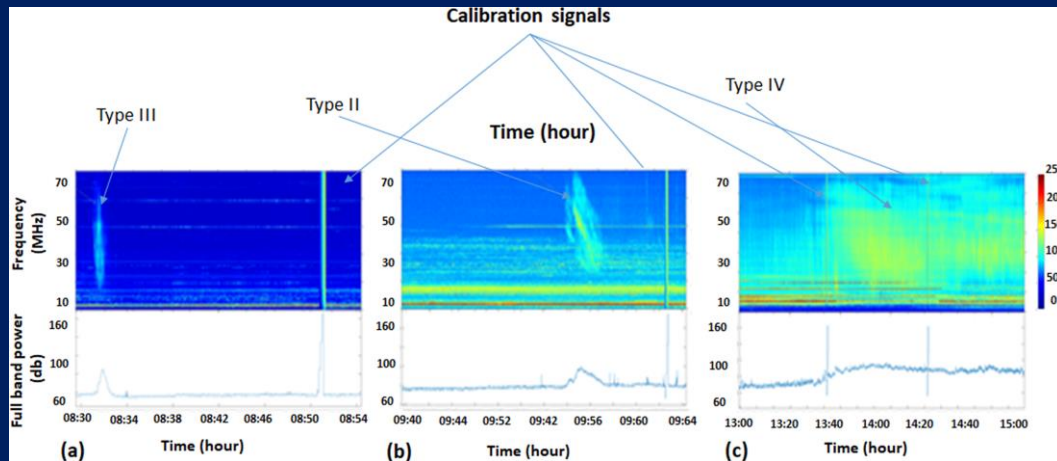 Calibration signals
Type III
Type II
Type IV
Time (hour)
Frequency
(MHz)
70
50
30
10
70
50
30
10
70
50
30
10
25
20
15
10
05
0
Full band power
(db)
160
100
60
160
100
60
160
100
60
08:30 08:34 08:38 08:42 08:46 08:50 08:54
09:40 09:44 09:52 09:42 09:56 09:60 09:64
13:00 13:20 13:40 14:00 14:20 14:40 15:00
(a) Time (hour) (b) Time (hour) (c) Time (hour)